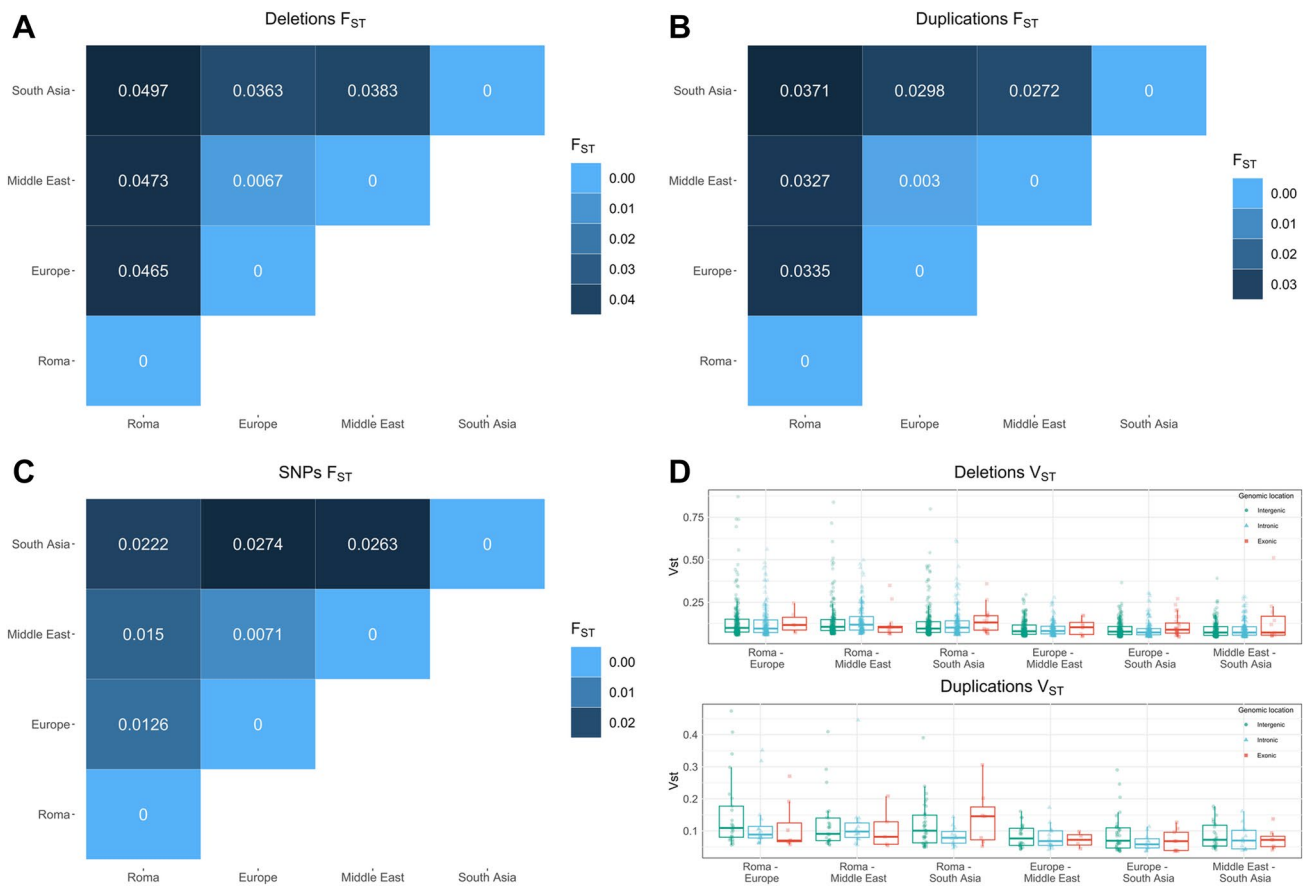 A
Deletions FST
South Asia
0.0497 0.0363 0.0383 0
Middle East
0.0473 0.0067 0
Europe
0.0465 0
Roma
0
Roma Europe Middle East South Asia
FST
0.00
0.01
0.02
0.03
0.04
B
Duplications FST
South Asia
0.0371 0.0298 0.0272 0
Middle East
0.0327 0.003 0
Europe
0.0335 0
Roma
0
Roma Europe Middle East South Asia
FST
0.00
0.01
0.02
0.03
C
SNPs FST
South Asia
0.0222 0.0274 0.0263 0
Middle East
0.015 0.0071 0
Europe
0.0126 0
Roma
0
Roma Europe Middle East South Asia
FST
0.00
0.01
0.02
D
Deletions VST
Vst
0.75
0.50
0.25
Genomic location
Intergenic
Intronic
Exonic
Roma - Roma - Roma - Europe - Europe - Middle East -
Europe Middle East South Asia Middle East South Asia South Asia
Duplications VST
Vst
0.4
0.3
0.2
0.1
Genomic location
Intergenic
Intronic
Exonic
Roma - Roma - Roma - Europe - Europe - Middle East -
Europe Middle East South Asia Middle East South Asia South Asia